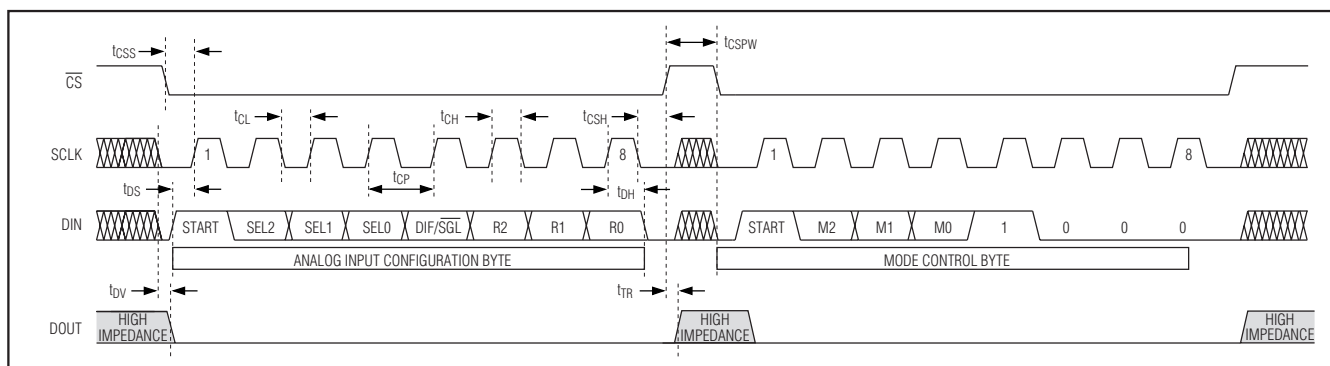 tCSS
tCSPW
CS
tCL
tCH
tCSH
SCLK
1
8
1
8
tCP
tDS
tDH
DIN
START SEL2 SEL1 SEL0 DIF/SGL R2 R1 R0
START M2 M1 M0 1 0 0 0
ANALOG INPUT CONFIGURATION BYTE
MODE CONTROL BYTE
tDV
tTR
DOUT
HIGH
IMPEDANCE
HIGH
IMPEDANCE
HIGH
IMPEDANCE